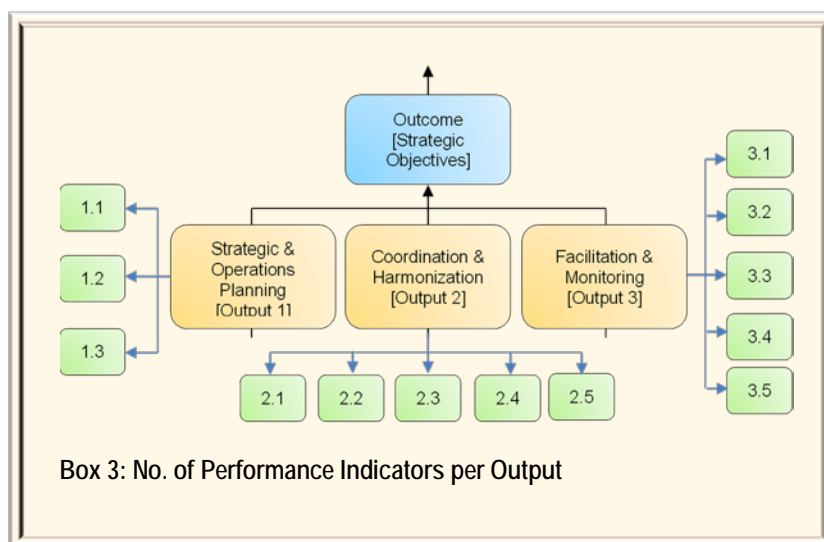 Outcome
[Strategic
Objectives]
1.1
1.2
1.3
Strategic &
Operations
Planning
[Output 1]
Coordination &
Harmonization
[Output 2]
Facilitation &
Monitoring
[Output 3]
3.1
3.2
3.3
3.4
3.5
2.1
2.2
2.3
2.4
2.5
Box 3: No. of Performance Indicators per Output